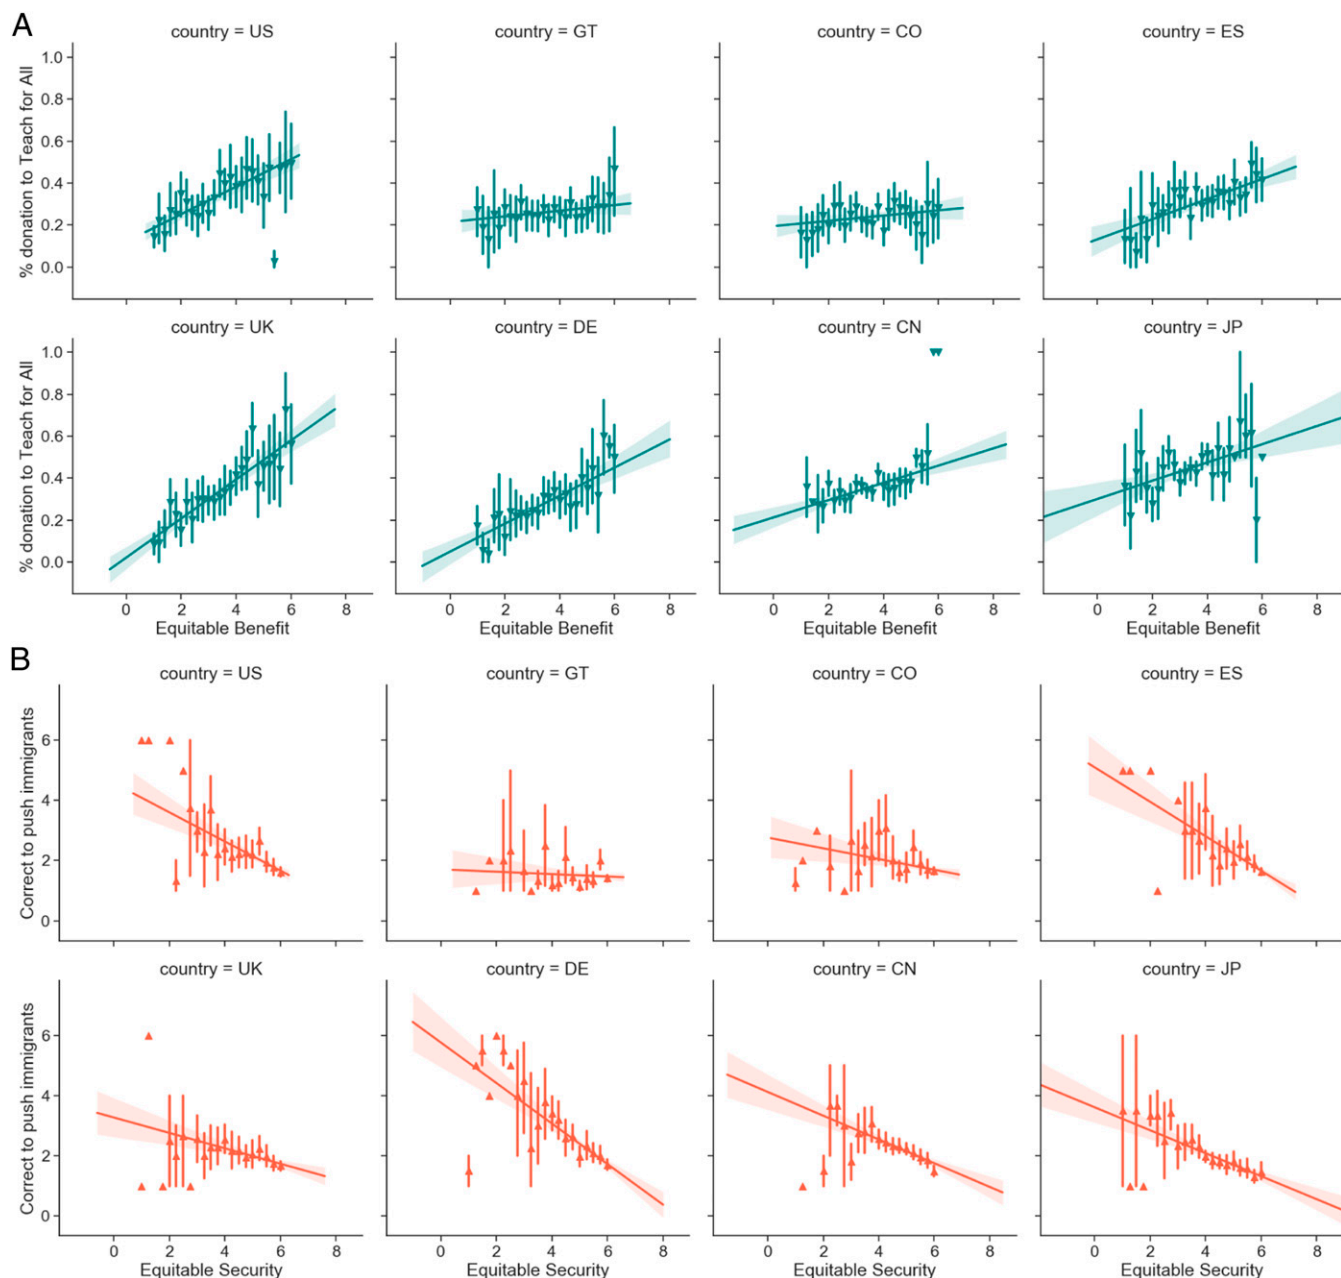 A
country = US country = GT country = CO country = ES
% donation to Teach for All
1.0
0.8
0.6
0.4
0.2
0.0
country = UK country = DE country = CN country = JP
% donation to Teach for All
1.0
0.8
0.6
0.4
0.2
0.0
0 2 4 6 8 0 2 4 6 8 0 2 4 6 8 0 2 4 6 8
Equitable Benefit Equitable Benefit Equitable Benefit Equitable Benefit
B
country = US country = GT country = CO country = ES
Correct to push immigrants
6
4
2
0
country = UK country = DE country = CN country = JP
Correct to push immigrants
6
4
2
0
0 2 4 6 8 0 2 4 6 8 0 2 4 6 8 0 2 4 6 8
Equitable Security Equitable Security Equitable Security Equitable Security